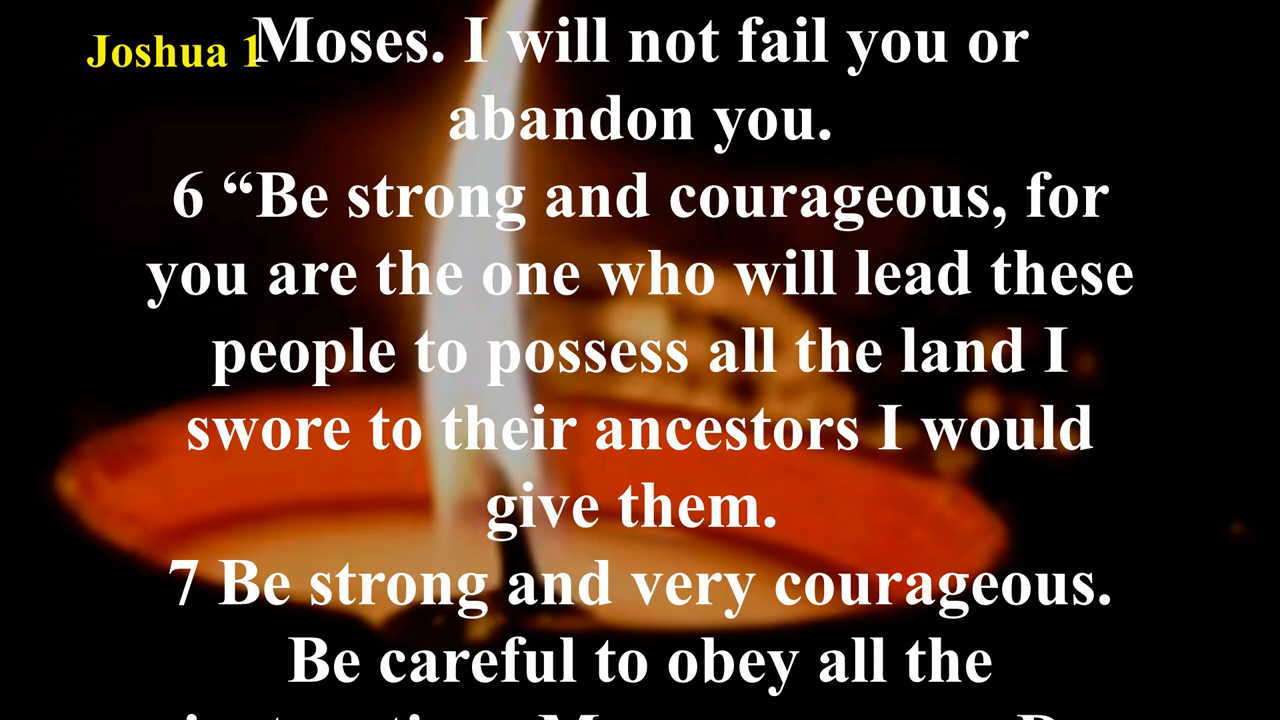 Joshua 1
Moses. I will not fail you or
abandon you.
6 “Be strong and courageous, for
you are the one who will lead these
people to possess all the land I
swore to their ancestors I would
give them.
7 Be strong and very courageous.
Be careful to obey all the